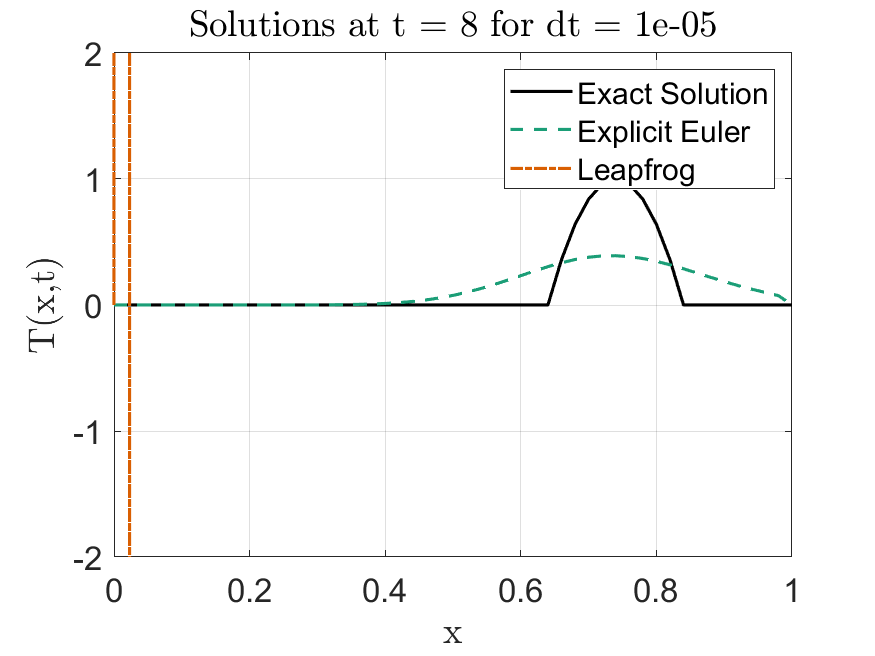 Solutions at t = 8 for dt = 1e-05
Exact Solution
Explicit Euler
Leapfrog
2
1
0
-1
-2
T(x,t)
0
0.2
0.4
0.6
0.8
1
x